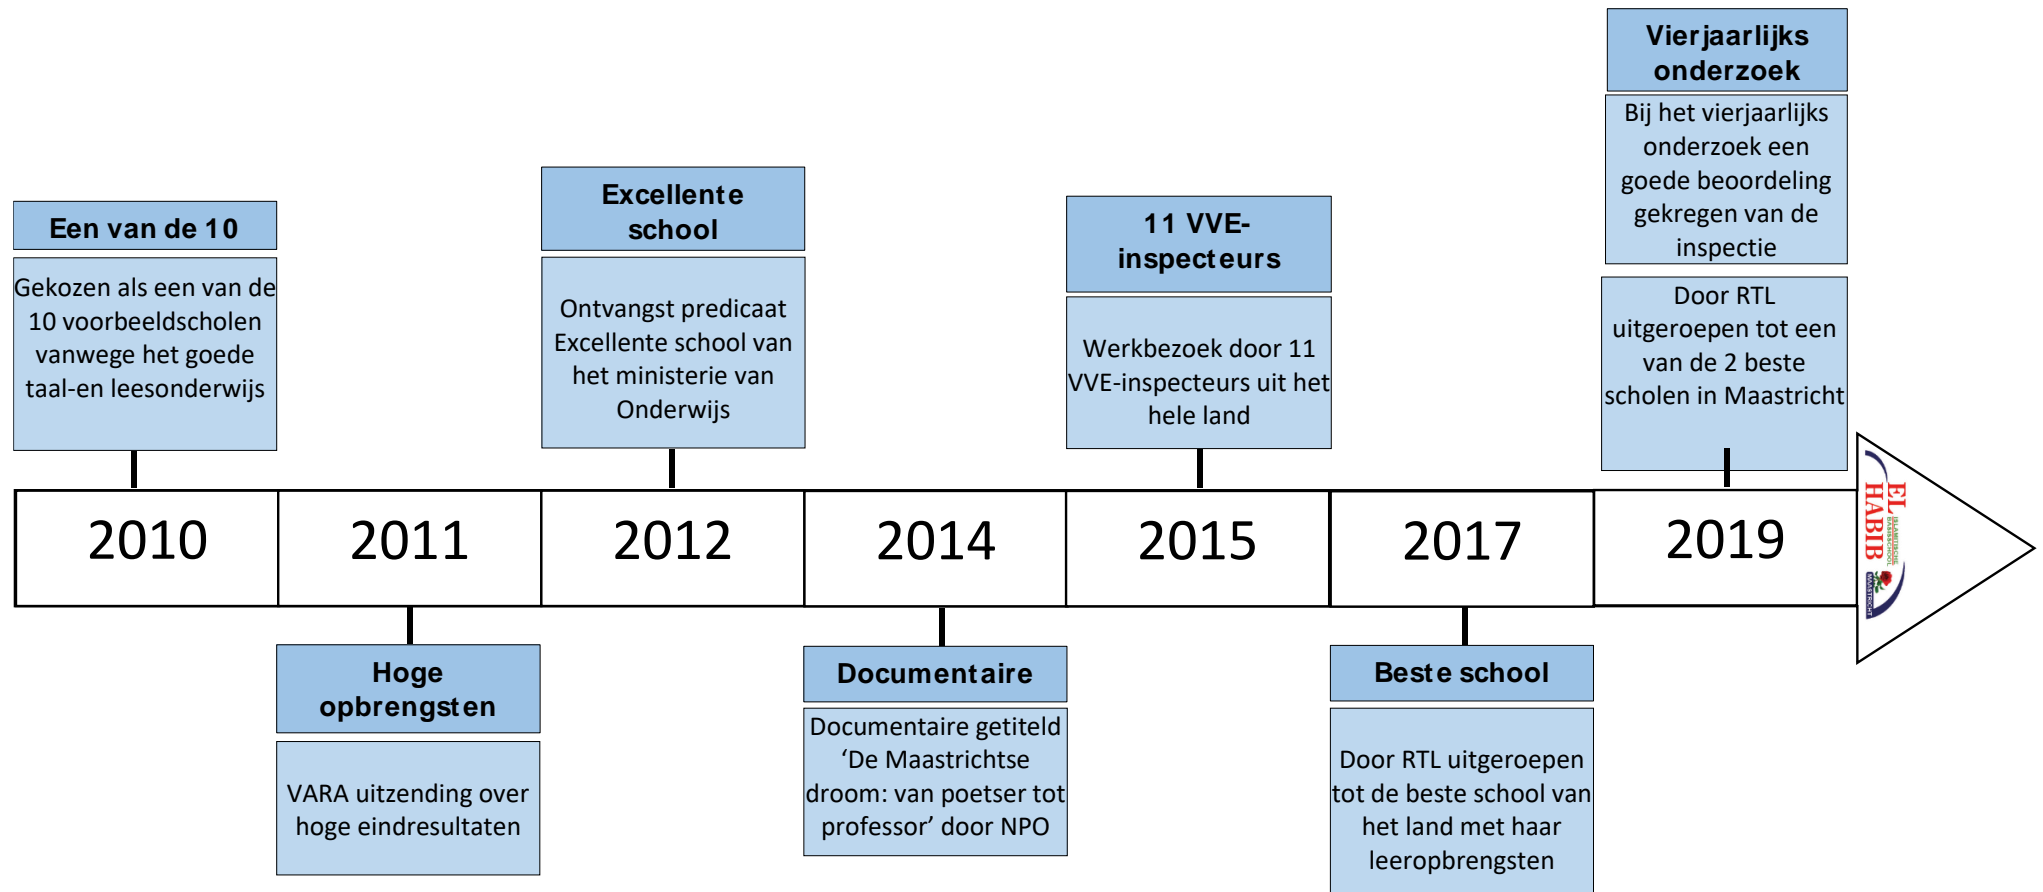 Een van de 10
Gekozen als een van de
10 voorbeeldscholen
vanwege het goede
taal-en leesonderwijs
Excellente
school
Ontvangst predicaat
Excellente school van
het ministerie van
Onderwijs
11 VVE-
inspecteurs
Werkbezoek door 11
VVE-inspecteurs uit het
hele land
Vierjaarlijks
onderzoek
Bij het vierjaarlijks
onderzoek een
goede beoordeling
gekregen van de
inspectie
Door RTL
uitgeroepen tot een
van de 2 beste
scholen in Maastricht
2010
2011
2012
2014
2015
2017
2019
EL
ISLAMITISCHE
BASISSCHOOL
HABIB
MAASTRICHT
Hoge
opbrengsten
VARA uitzending over
hoge eindresultaten
Documentaire
Documentaire getiteld
‘De Maastrichtse
droom: van poetser tot
professor’ door NPO
Beste school
Door RTL uitgeroepen
tot de beste school van
het land met haar
leeropbrengsten